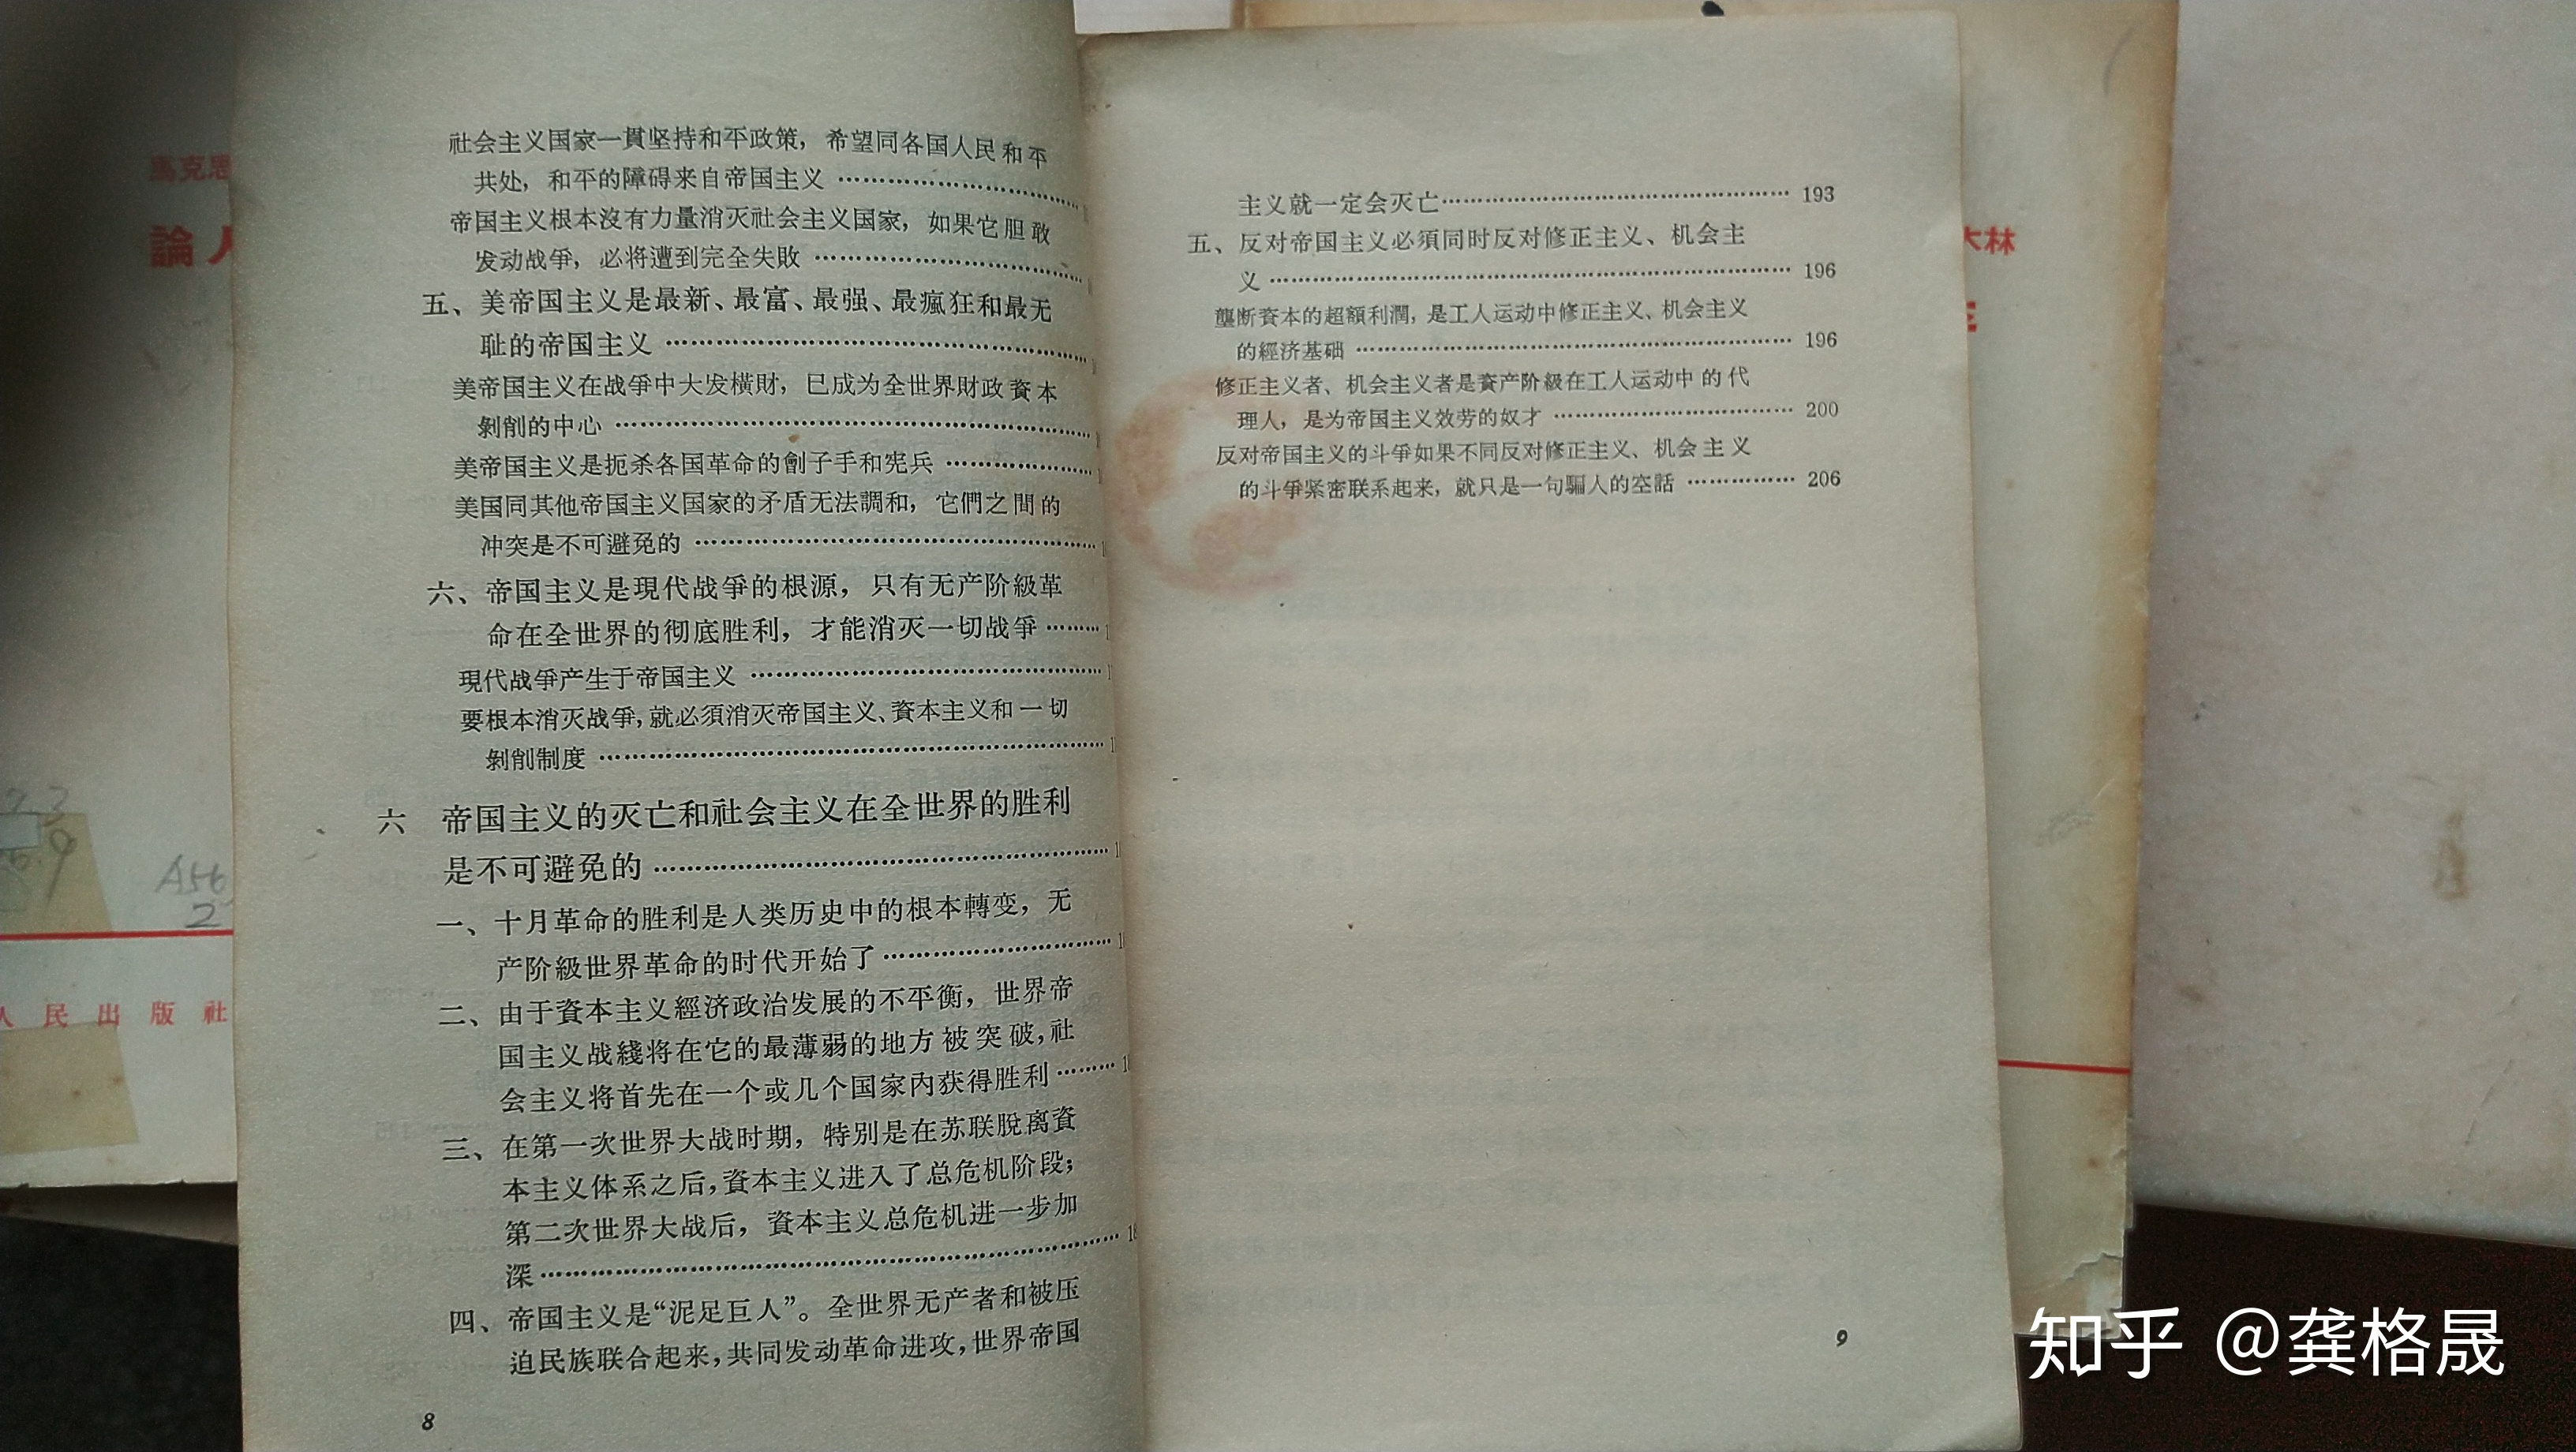 社会主义国家一貫坚持和平政策，希望同各国人民和平
共处，和平的障碍来自帝国主义 ……………………
帝国主义根本沒有力量消灭社会主义国家，如果它胆敢
发动战爭，必将遭到完全失敗 ……………………
五、美帝国主义是最新、最富、最强、最瘋狂和最无
耻的帝国主义 ……………………
美帝国主义在战爭中大发橫財，已成为全世界財政資本
剝削的中心 ……………………
美帝国主义是扼杀各国革命的劊子手和宪兵 ……………
美国同其他帝国主义国家的矛盾无法調和，它們之間的
冲突是不可避免的 ……………………
六、帝国主义是現代战爭的根源，只有无产阶級革
命在全世界的彻底胜利，才能消灭一切战爭 ………
現代战爭产生于帝国主义 ……………………
要根本消灭战爭，就必須消灭帝国主义、資本主义和一切
剝削制度 ……………………
六 帝国主义的灭亡和社会主义在全世界的胜利
是不可避免的 ……………………
一、十月革命的胜利是人类历史中的根本轉变，无
产阶級世界革命的时代开始了 ……………………
二、由于資本主义經济政治发展的不平衡，世界帝
国主义战綫将在它的最薄弱的地方被突破，社
会主义将首先在一个或几个国家內获得胜利 ………
三、在第一次世界大战时期，特別是在苏联脫离資
本主义体系之后，資本主义进入了总危机阶段；
第二次世界大战后，資本主义总危机进一步加
深 ……………………
四、帝国主义是“泥足巨人”。全世界无产者和被压
迫民族联合起来，共同发动革命进攻，世界帝国
8
主义就一定会灭亡 …………………… 193
五、反对帝国主义必須同时反对修正主义、机会主
义 …………………… 196
壟断資本的超額利潤，是工人运动中修正主义、机会主义
的經济基础 …………………… 196
修正主义者、机会主义者是資产阶級在工人运动中的代
理人，是为帝国主义效劳的奴才 …………………… 200
反对帝国主义的斗爭如果不同反对修正主义、机会主义
的斗爭紧密联系起来，就只是一句騙人的空話 …………… 206
9
馬克思
論人
A56
2
人民出版社
大林
知乎 @龚格晟